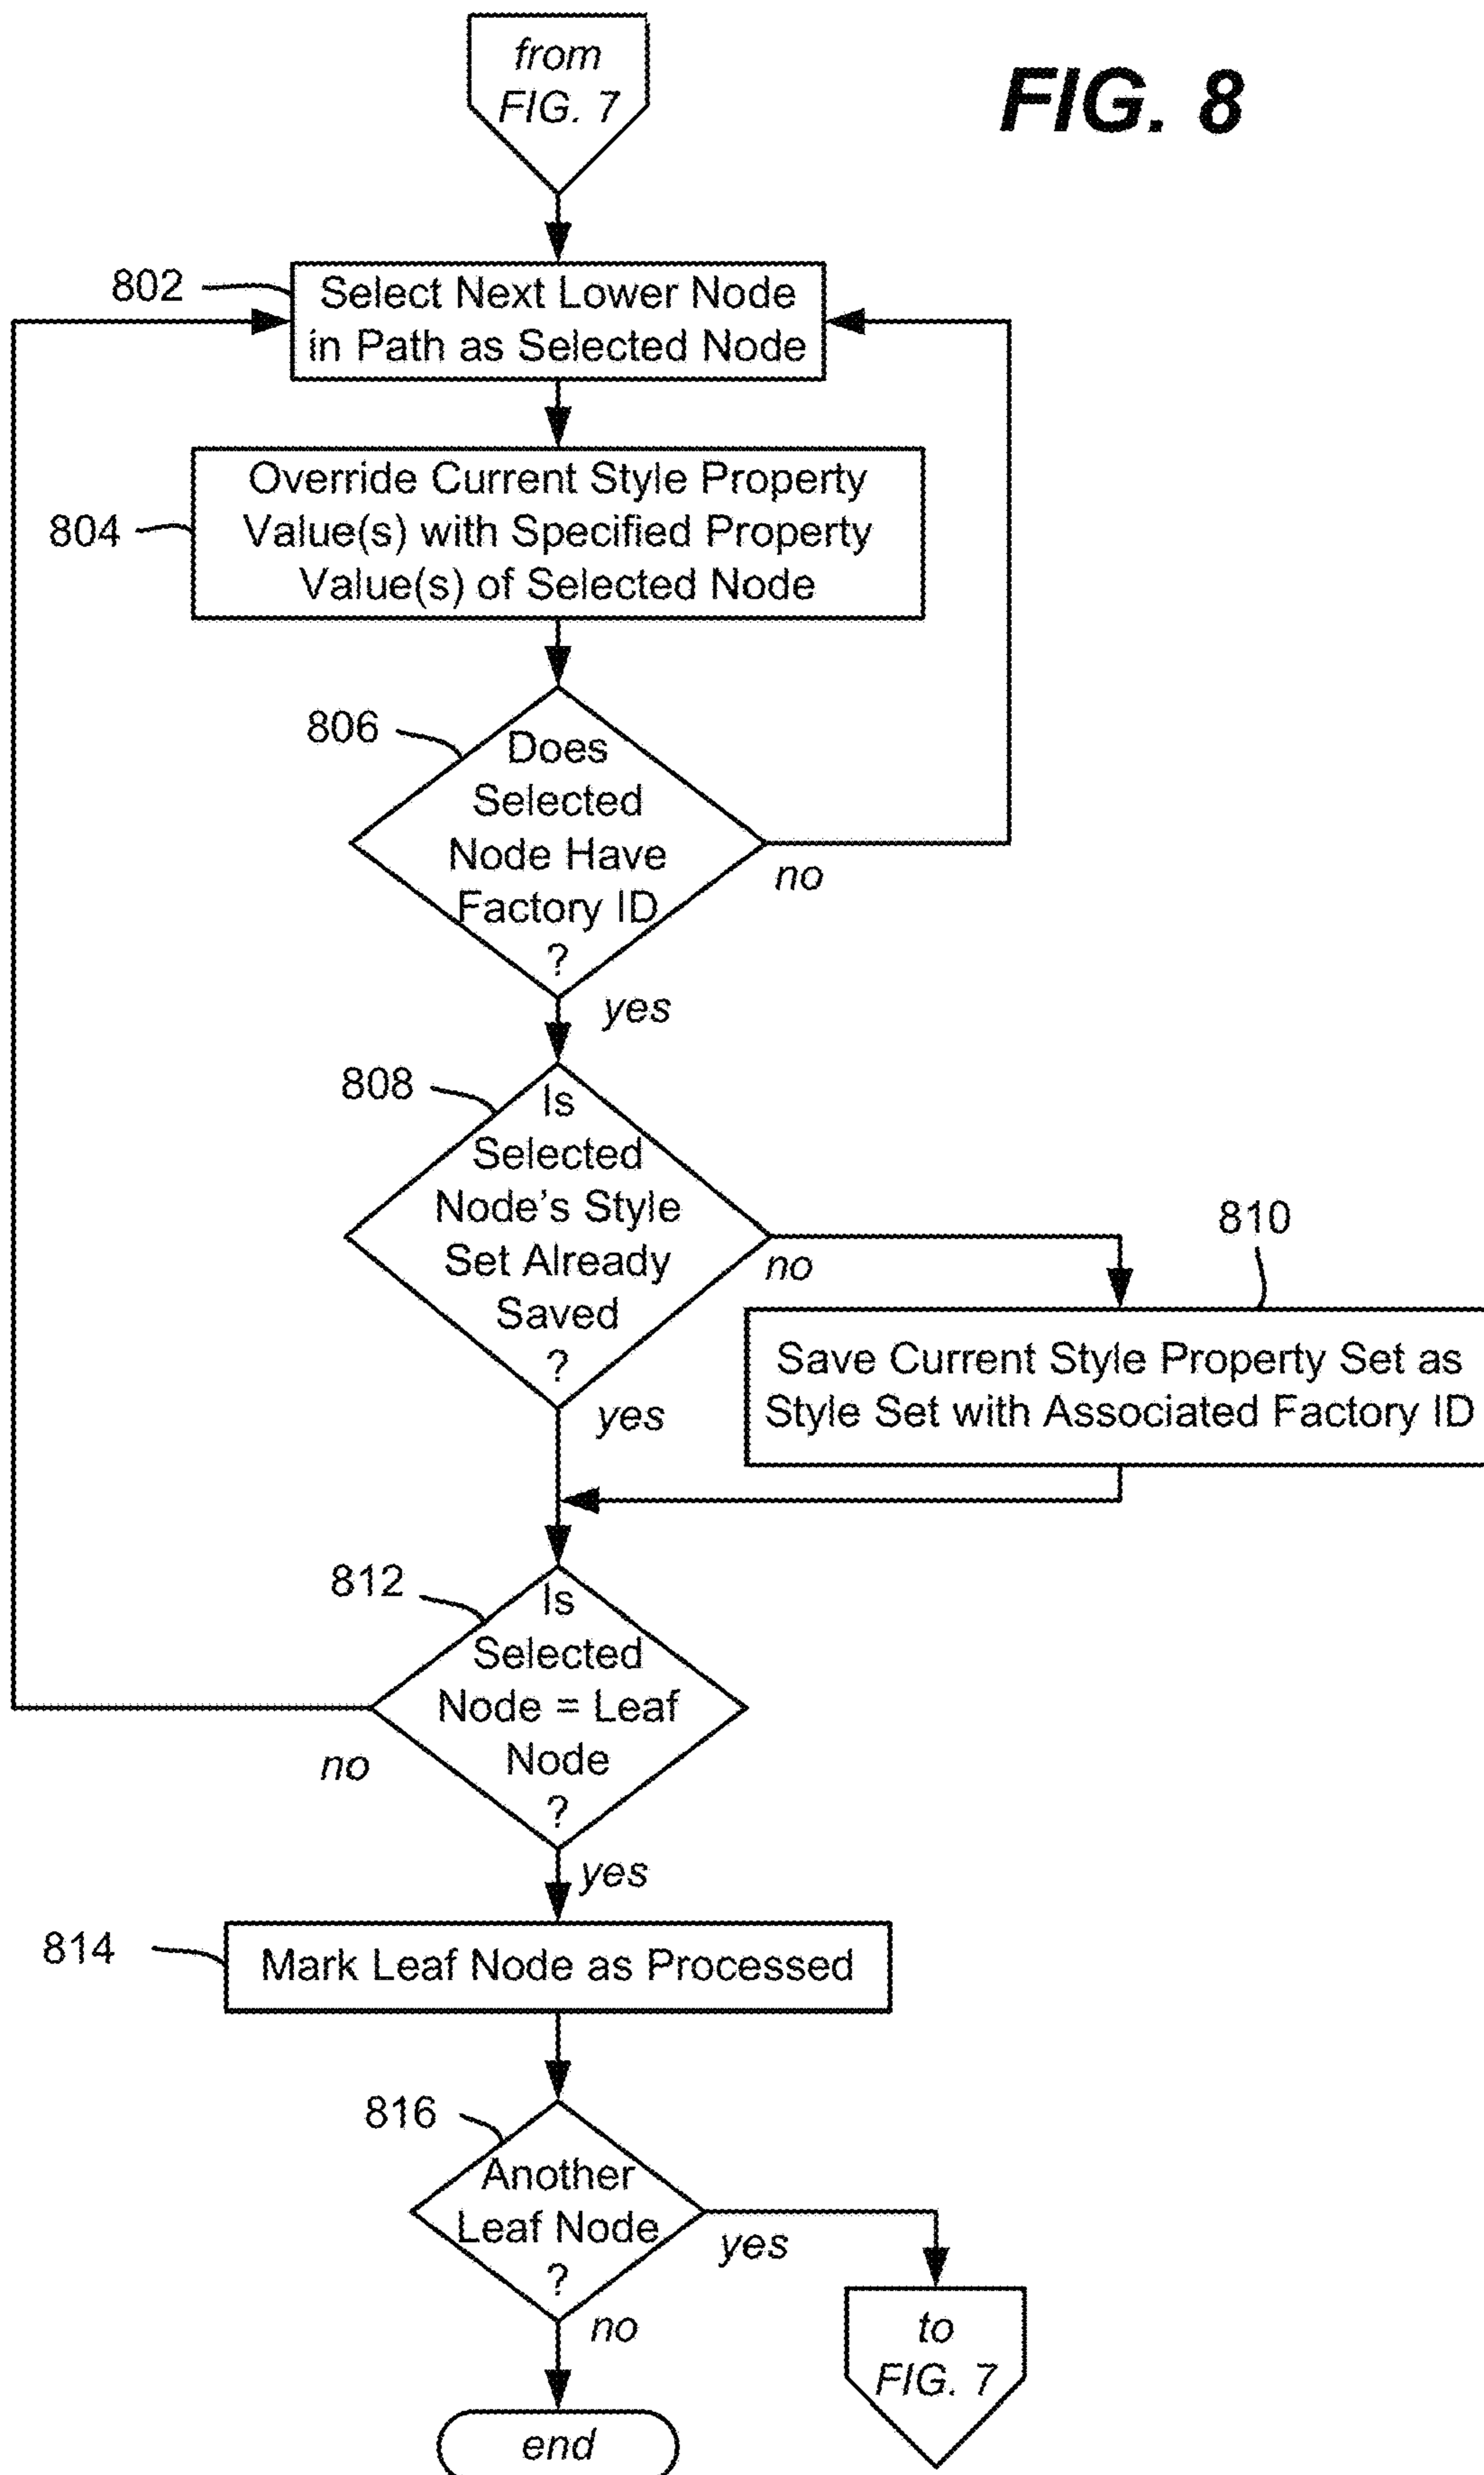 from
FIG. 7
FIG. 8
802
Select Next Lower Node
in Path as Selected Node
804
Override Current Style Property
Value(s) with Specified Property
Value(s) of Selected Node
806
Does
Selected
Node Have
Factory ID
?
no
yes
808
Is
Selected
Node's Style
Set Already
Saved
?
no
yes
810
Save Current Style Property Set as
Style Set with Associated Factory ID
812
Is
Selected
Node = Leaf
Node
?
no
yes
814
Mark Leaf Node as Processed
816
Another
Leaf Node
?
yes
no
to
FIG. 7
end